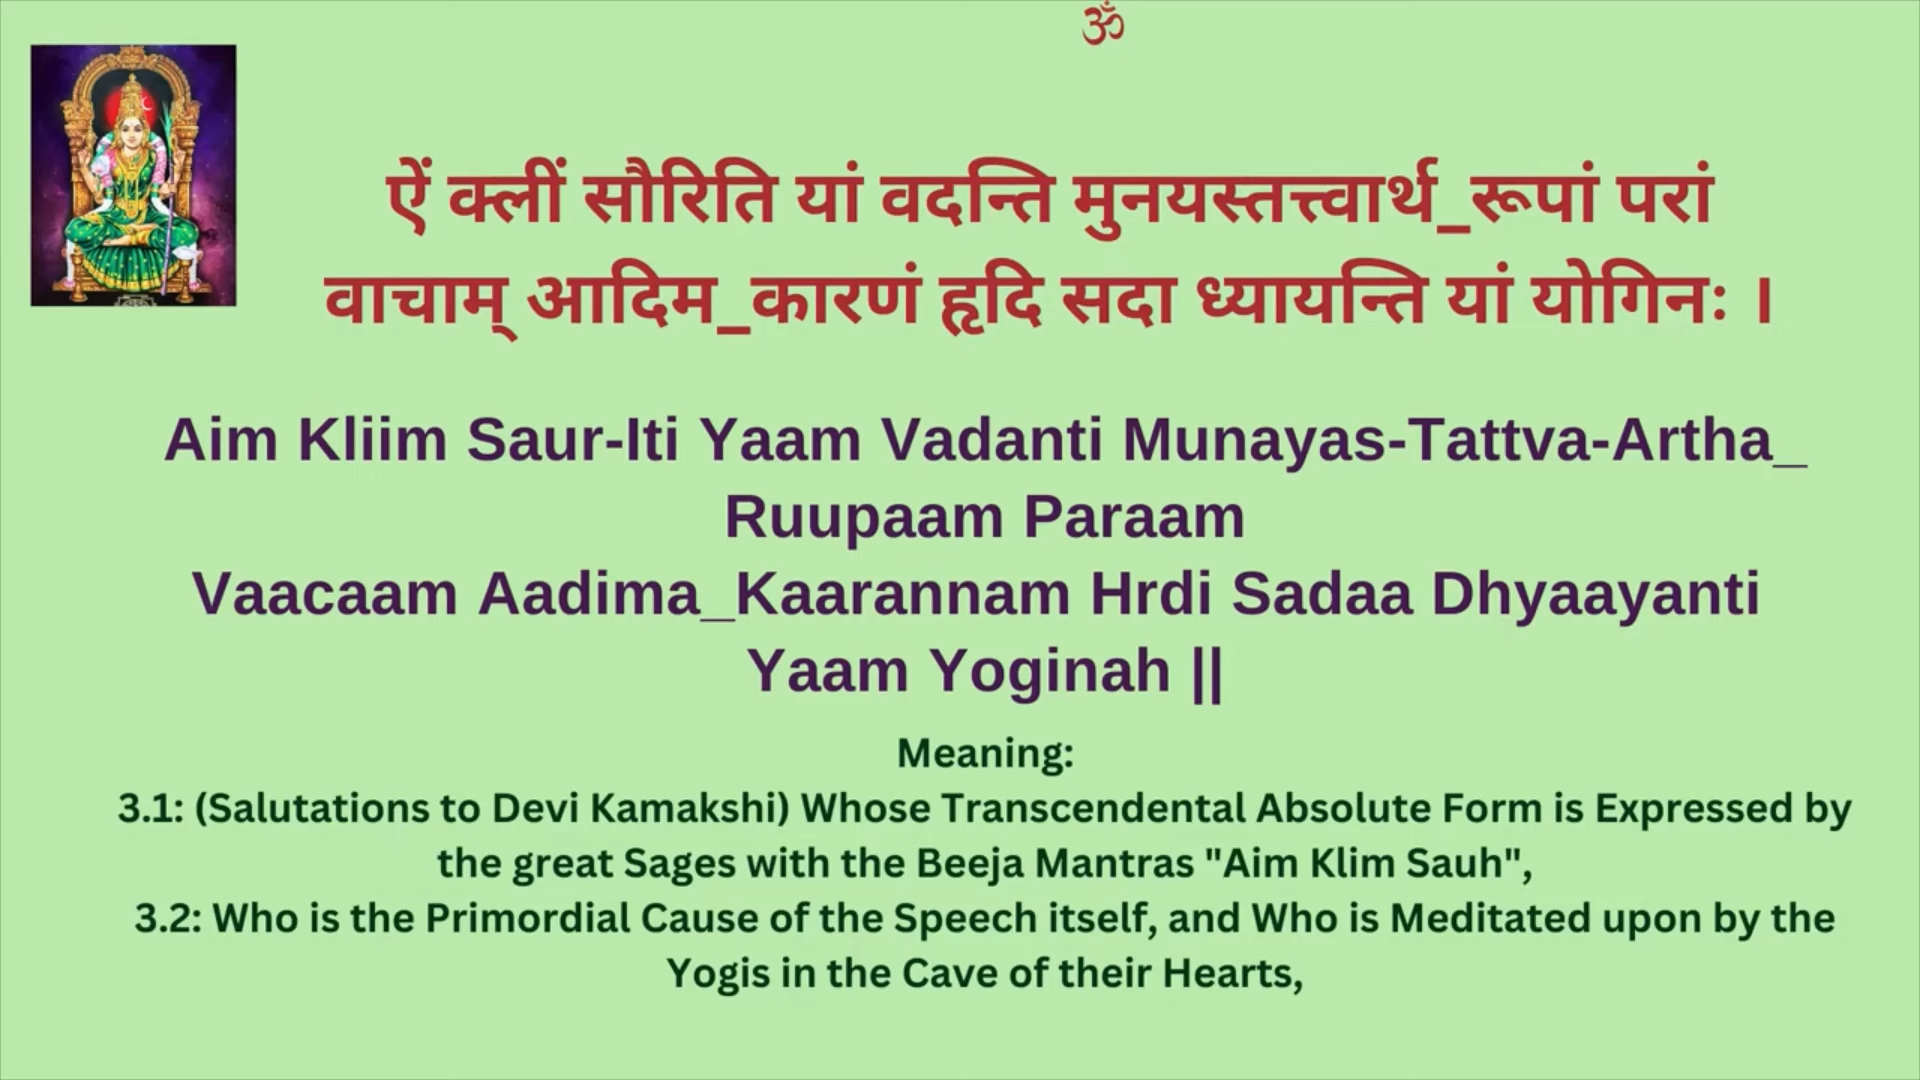 ॐ
ऐं क्लीं सौरिति यां वदन्ति मुनयस्तत्त्वार्थ_रूपां परां
वाचाम् आदिम_कारणं हृदि सदा ध्यायन्ति यां योगिनः ।
Aim Kliim Saur-Iti Yaam Vadanti Munayas-Tattva-Artha_
Ruupaam Paraam
Vaacaam Aadima_Kaarannam Hrdi Sadaa Dhyaayanti
Yaam Yoginah ||
Meaning:
3.1: (Salutations to Devi Kamakshi) Whose Transcendental Absolute Form is Expressed by
the great Sages with the Beeja Mantras "Aim Klim Sauh",
3.2: Who is the Primordial Cause of the Speech itself, and Who is Meditated upon by the
Yogis in the Cave of their Hearts,